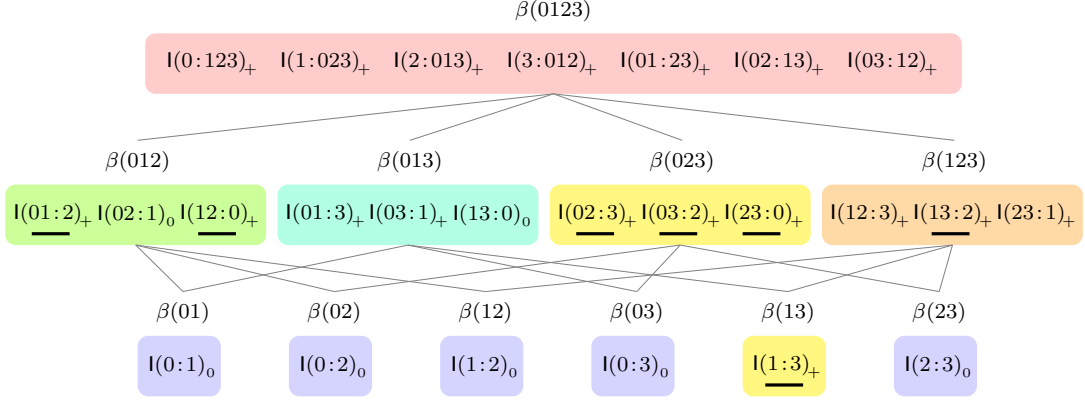 β(0123)
I(0:123)₊ I(1:023)₊ I(2:013)₊ I(3:012)₊ I(01:23)₊ I(02:13)₊ I(03:12)₊
β(012) β(013) β(023) β(123)
I(01:2)₊ I(02:1)₀ I(12:0)₊ I(01:3)₊ I(03:1)₊ I(13:0)₀ I(02:3)₊ I(03:2)₊ I(23:0)₊ I(12:3)₊ I(13:2)₊ I(23:1)₊
β(01) β(02) β(12) β(03) β(13) β(23)
I(0:1)₀ I(0:2)₀ I(1:2)₀ I(0:3)₀ I(1:3)₊ I(2:3)₀